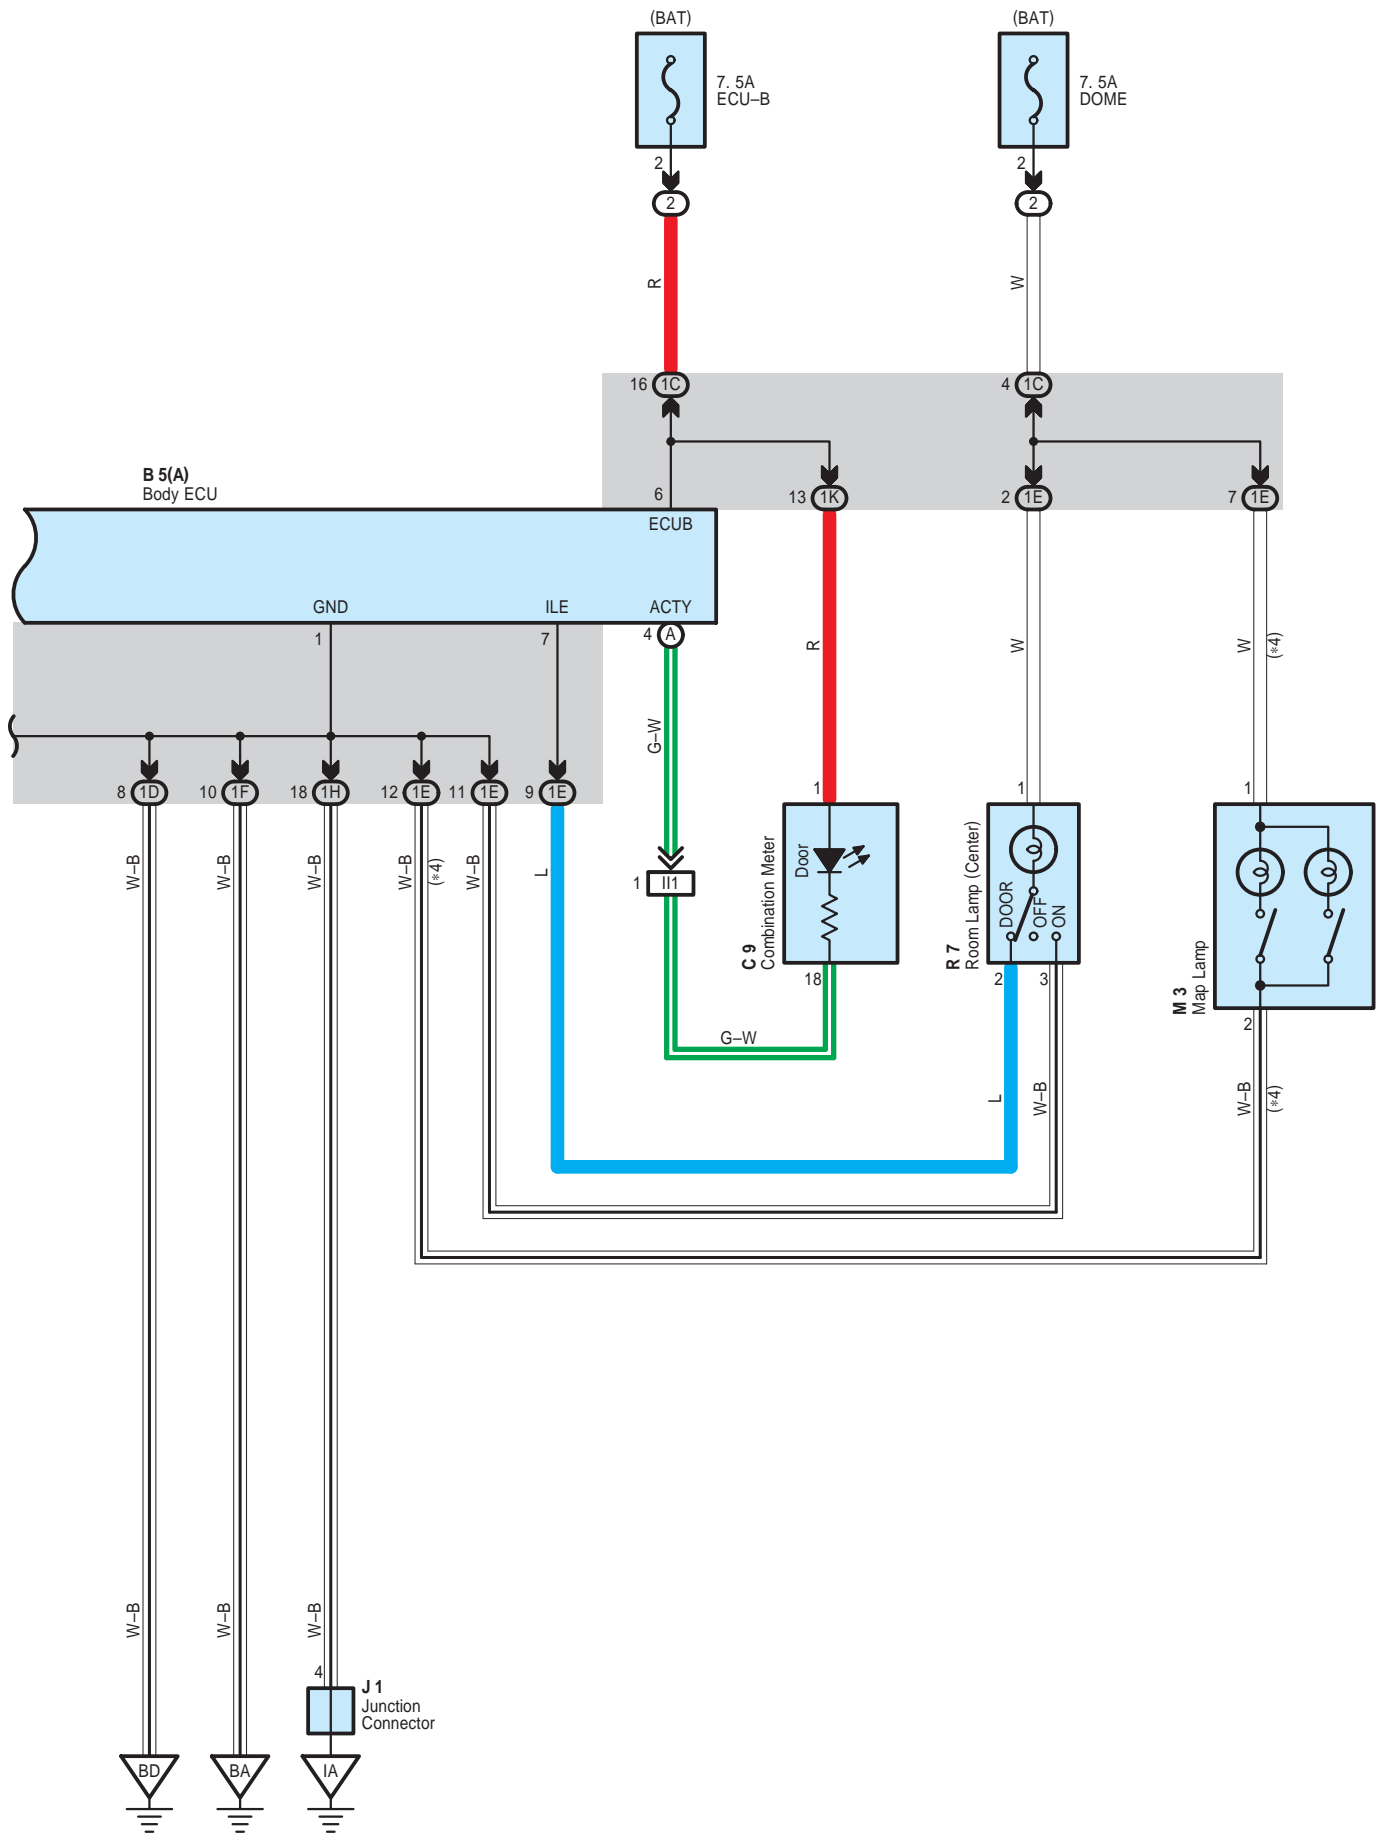 (BAT)
(BAT)
7. 5A
ECU–B
7. 5A
DOME
2
2
2
2
R
W
16
1C
4
1C
B 5(A)
Body ECU
6
13
1K
2
1E
7
1E
ECUB
GND
ILE
ACTY
1
7
4
A
R
W
W
(*4)
G–W
8
1D
10
1F
18
1H
12
1E
11
1E
9
1E
1
1
1
W–B
W–B
W–B
W–B
(*4)
W–B
L
1
II1
Door
C 9
Combination Meter
DOOR
OFF
ON
R 7
Room Lamp (Center)
M 3
Map Lamp
18
2
3
2
G–W
L
W–B
W–B
(*4)
W–B
W–B
W–B
4
J 1
Junction
Connector
BD
BA
IA